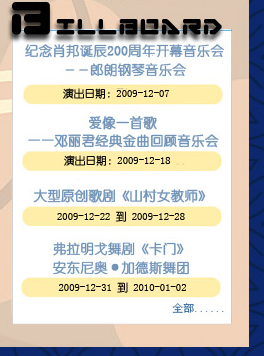 BILLBOARD
纪念肖邦诞辰200周年开幕音乐会
－－郎朗钢琴音乐会
演出日期：2009-12-07
爱像一首歌
－－邓丽君经典金曲回顾音乐会
演出日期：2009-12-18 ..
大型原创歌剧《山村女教师》
2009-12-22 到 2009-12-28
弗拉明戈舞剧《卡门》
安东尼奥●加德斯舞团
2009-12-31 到 2010-01-02
全部......